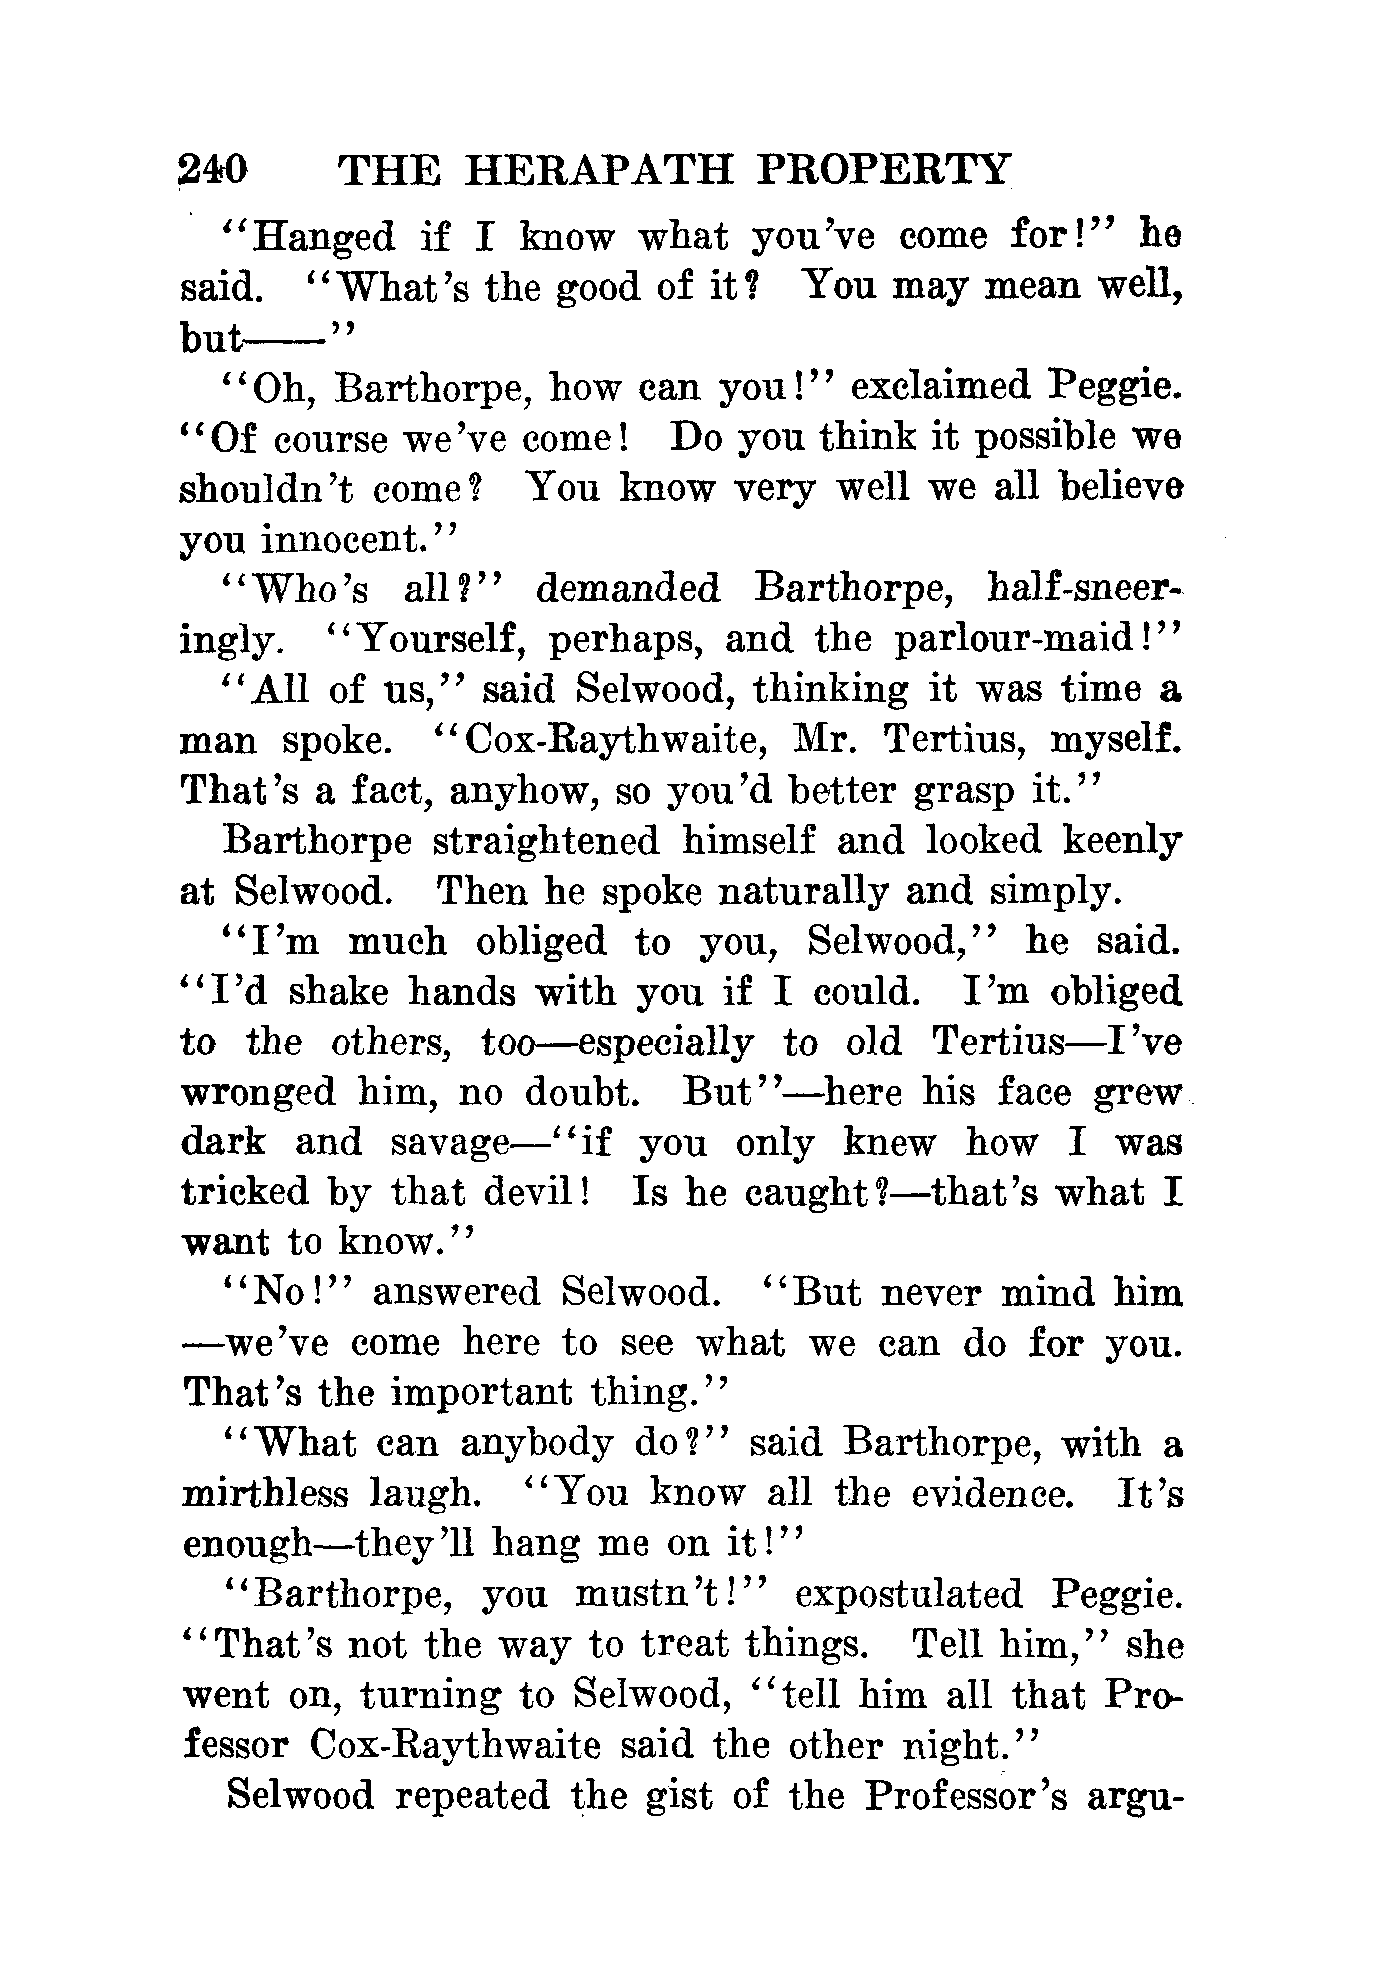 240 THE HERAPATH PROPERTY
“Hanged if I know what you’ve come for!” he
said. “What’s the good of it? You may mean well,
but——”
“Oh, Barthorpe, how can you!” exclaimed Peggie.
“Of course we’ve come! Do you think it possible we
shouldn’t come? You know very well we all believe
you innocent.”
“Who’s all?” demanded Barthorpe, half-sneer-
ingly. “Yourself, perhaps, and the parlour-maid!”
“All of us,” said Selwood, thinking it was time a
man spoke. “Cox-Raythwaite, Mr. Tertius, myself.
That’s a fact, anyhow, so you’d better grasp it.”
Barthorpe straightened himself and looked keenly
at Selwood. Then he spoke naturally and simply.
“I’m much obliged to you, Selwood,” he said.
“I’d shake hands with you if I could. I’m obliged
to the others, too—especially to old Tertius—I’ve
wronged him, no doubt. But”—here his face grew
dark and savage—“if you only knew how I was
tricked by that devil! Is he caught?—that’s what I
want to know.”
“No!” answered Selwood. “But never mind him
—we’ve come here to see what we can do for you.
That’s the important thing.”
“What can anybody do?” said Barthorpe, with a
mirthless laugh. “You know all the evidence. It’s
enough—they’ll hang me on it!”
“Barthorpe, you mustn’t!” expostulated Peggie.
“That’s not the way to treat things. Tell him,” she
went on, turning to Selwood, “tell him all that Pro-
fessor Cox-Raythwaite said the other night.”
Selwood repeated the gist of the Professor’s argu-